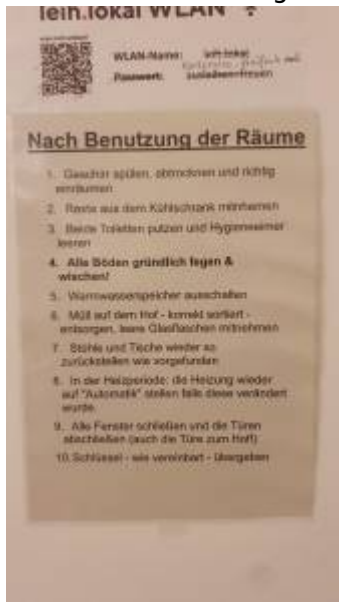 leih.lokal WLAN
WLAN-Name: leih.lokal
Passwort:
Nach Benutzung der Räume
1. Geschirr spülen, abtrocknen und richtig
einräumen
2. Reste aus dem Kühlschrank mitnehmen
3. Beide Toiletten putzen und Hygieneeimer
leeren
4. Alle Böden gründlich fegen &
wischen!
5. Warmwasserspeicher ausschalten
6. Müll auf dem Hof - korrekt sortiert -
entsorgen, leere Glasflaschen mitnehmen
7. Stühle und Tische wieder so
zurückstellen wie vorgefunden
8. In der Heizperiode: die Heizung wieder
auf "Automatik" stellen falls diese verändert
wurde.
9. Alle Fenster schließen und die Türen
abschließen (auch die Türe zum Hof!)
10. Schlüssel - wie vereinbart - übergeben